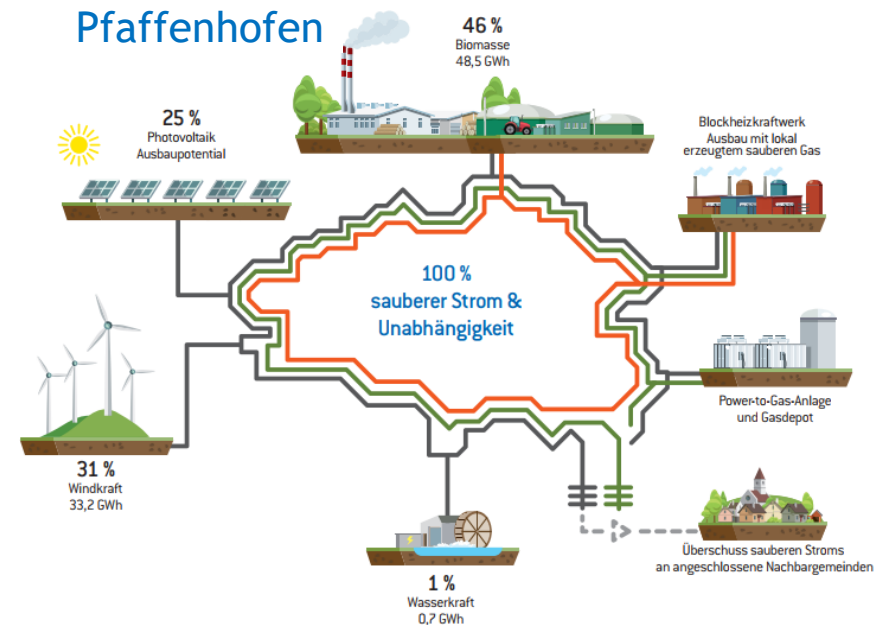 Pfaffenhofen
46 %
Biomasse
48,5 GWh
25 %
Photovoltaik
Ausbaupotential
Blockheizkraftwerk
Ausbau mit lokal
erzeugtem sauberen Gas
100 %
sauberer Strom &
Unabhängigkeit
Power-to-Gas-Anlage
und Gasdepot
31 %
Windkraft
33,2 GWh
1 %
Wasserkraft
0,7 GWh
Überschuss sauberen Stroms
an angeschlossene Nachbargemeinden